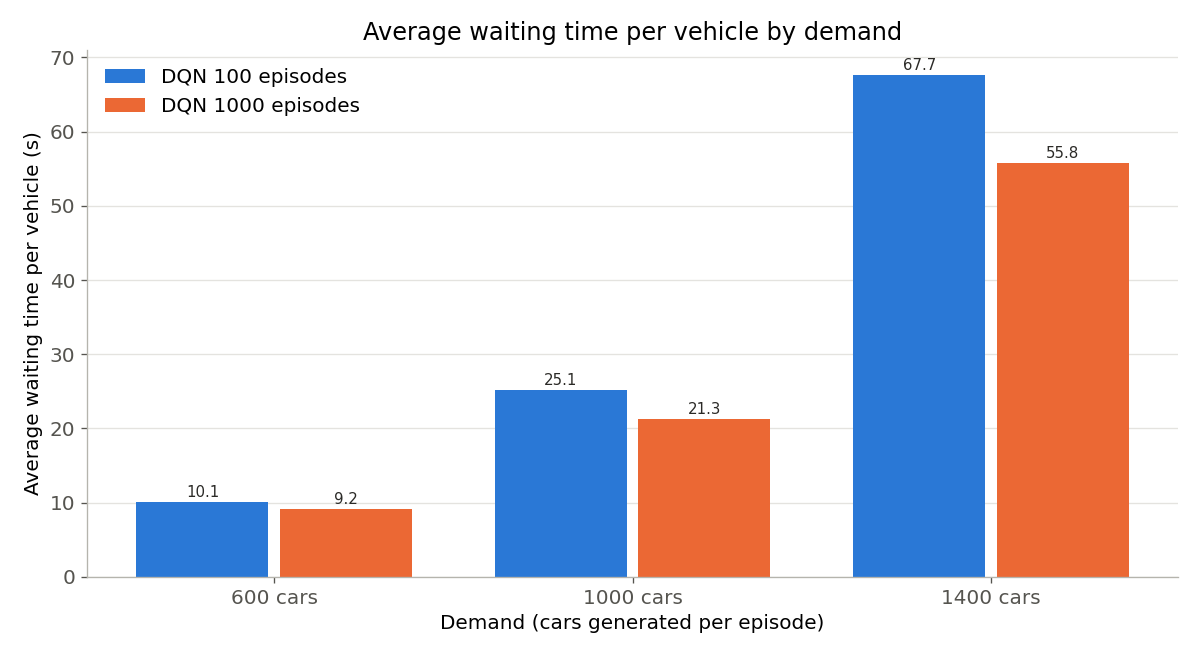 Average waiting time per vehicle by demand
DQN 100 episodes
DQN 1000 episodes
Average waiting time per vehicle (s)
70
60
50
40
30
20
10
0
10.1
9.2
25.1
21.3
67.7
55.8
600 cars
1000 cars
1400 cars
Demand (cars generated per episode)